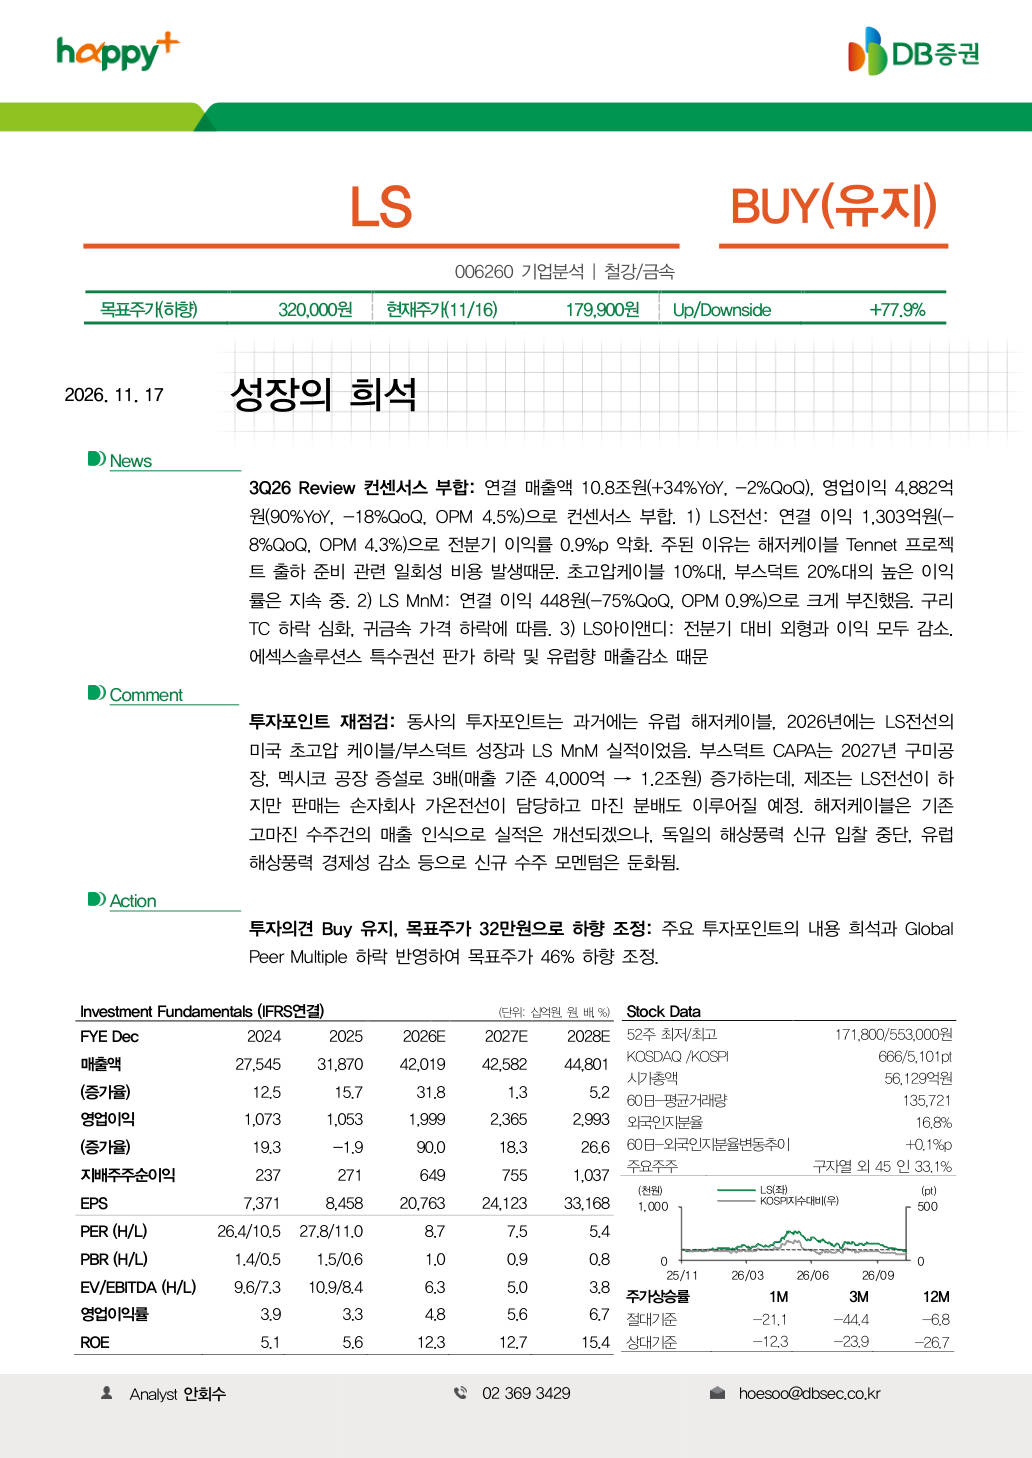 happy+
DB증권
LS
BUY(유지)
006260 기업분석 | 철강/금속
목표주가(하향) 320,000원 현재주가(11/16) 179,900원 Up/Downside +77.9%
2026. 11. 17
성장의 희석
News
3Q26 Review 컨센서스 부합: 연결 매출액 10.8조원(+34%YoY, -2%QoQ), 영업이익 4,882억
원(90%YoY, -18%QoQ, OPM 4.5%)으로 컨센서스 부합. 1) LS전선: 연결 이익 1,303억원(-
8%QoQ, OPM 4.3%)으로 전분기 이익률 0.9%p 악화. 주된 이유는 해저케이블 Tennet 프로젝
트 출하 준비 관련 일회성 비용 발생때문. 초고압케이블 10%대, 부스덕트 20%대의 높은 이익
률은 지속 중. 2) LS MnM: 연결 이익 448원(-75%QoQ, OPM 0.9%)으로 크게 부진했음. 구리
TC 하락 심화, 귀금속 가격 하락에 따름. 3) LS아이앤디: 전분기 대비 외형과 이익 모두 감소.
에섹스솔루션스 특수권선 판가 하락 및 유럽향 매출감소 때문
Comment
투자포인트 재점검: 동사의 투자포인트는 과거에는 유럽 해저케이블, 2026년에는 LS전선의
미국 초고압 케이블/부스덕트 성장과 LS MnM 실적이었음. 부스덕트 CAPA는 2027년 구미공
장, 멕시코 공장 증설로 3배(매출 기준 4,000억 → 1.2조원) 증가하는데, 제조는 LS전선이 하
지만 판매는 손자회사 가온전선이 담당하고 마진 분배도 이루어질 예정. 해저케이블은 기존
고마진 수주건의 매출 인식으로 실적은 개선되겠으나, 독일의 해상풍력 신규 입찰 중단, 유럽
해상풍력 경제성 감소 등으로 신규 수주 모멘텀은 둔화됨.
Action
투자의견 Buy 유지, 목표주가 32만원으로 하향 조정: 주요 투자포인트의 내용 희석과 Global
Peer Multiple 하락 반영하여 목표주가 46% 하향 조정.
Investment Fundamentals (IFRS연결) (단위: 십억원, 원, 배, %)
FYE Dec 2024 2025 2026E 2027E 2028E
매출액 27,545 31,870 42,019 42,582 44,801
(증가율) 12.5 15.7 31.8 1.3 5.2
영업이익 1,073 1,053 1,999 2,365 2,993
(증가율) 19.3 -1.9 90.0 18.3 26.6
지배주주순이익 237 271 649 755 1,037
EPS 7,371 8,458 20,763 24,123 33,168
PER (H/L) 26.4/10.5 27.8/11.0 8.7 7.5 5.4
PBR (H/L) 1.4/0.5 1.5/0.6 1.0 0.9 0.8
EV/EBITDA (H/L) 9.6/7.3 10.9/8.4 6.3 5.0 3.8
영업이익률 3.9 3.3 4.8 5.6 6.7
ROE 5.1 5.6 12.3 12.7 15.4
Stock Data
52주 최저/최고 171,800/553,000원
KOSDAQ /KOSPI 666/5,101pt
시가총액 56,129억원
60日-평균거래량 135,721
외국인지분율 16.8%
60日-외국인지분율변동추이 +0.1%p
주요주주 구자열 외 45 인 33.1%
(천원) LS(좌) (pt)
KOSPI지수대비(우)
1,000 500
0 0
25/11 26/03 26/06 26/09
주가상승률 1M 3M 12M
절대기준 -21.1 -44.4 -6.8
상대기준 -12.3 -23.9 -26.7
Analyst 안회수 02 369 3429 hoesoo@dbsec.co.kr